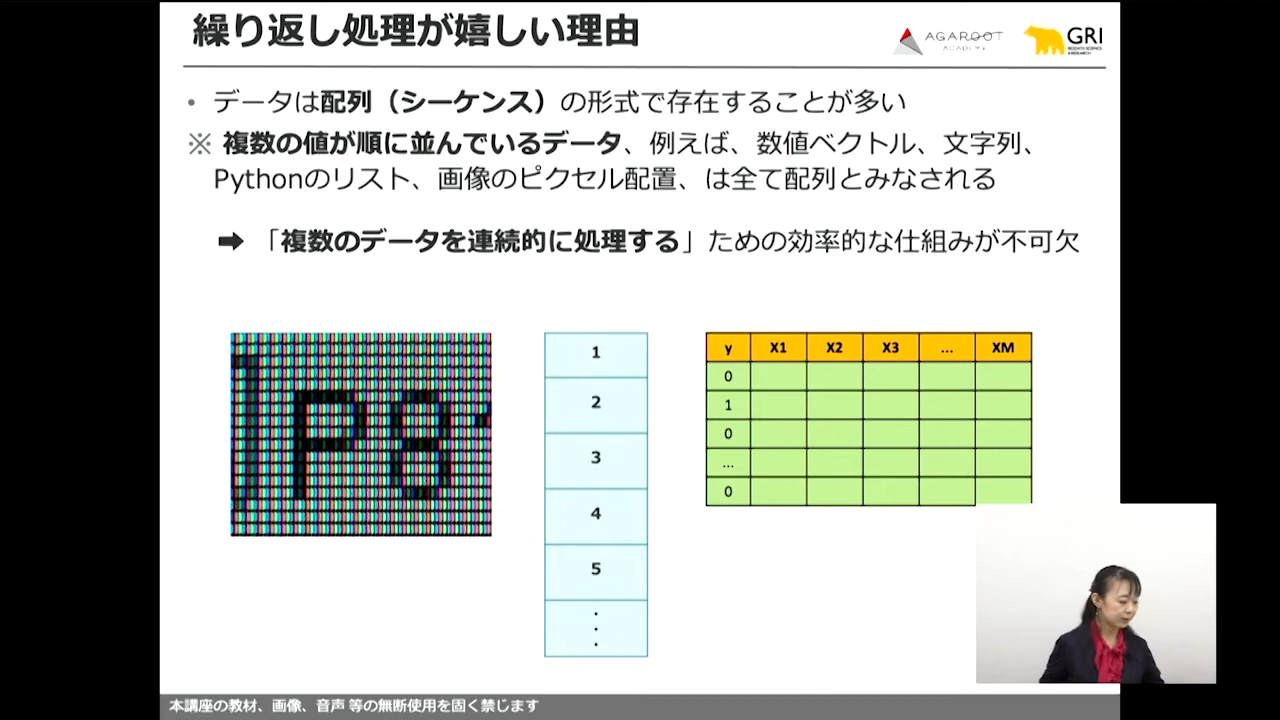 繰り返し処理が嬉しい理由
AGAROOT
ACADEMY
GRI
• データは配列（シーケンス）の形式で存在することが多い
※ 複数の値が順に並んでいるデータ、例えば、数値ベクトル、文字列、
Pythonのリスト、画像のピクセル配置、は全て配列とみなされる
➡ 「複数のデータを連続的に処理する」ための効率的な仕組みが不可欠
P8
1
2
3
4
5
⋮
y X1 X2 X3 ... XM
0
1
0
...
0
本講座の教材、画像、音声 等の無断使用を固く禁じます